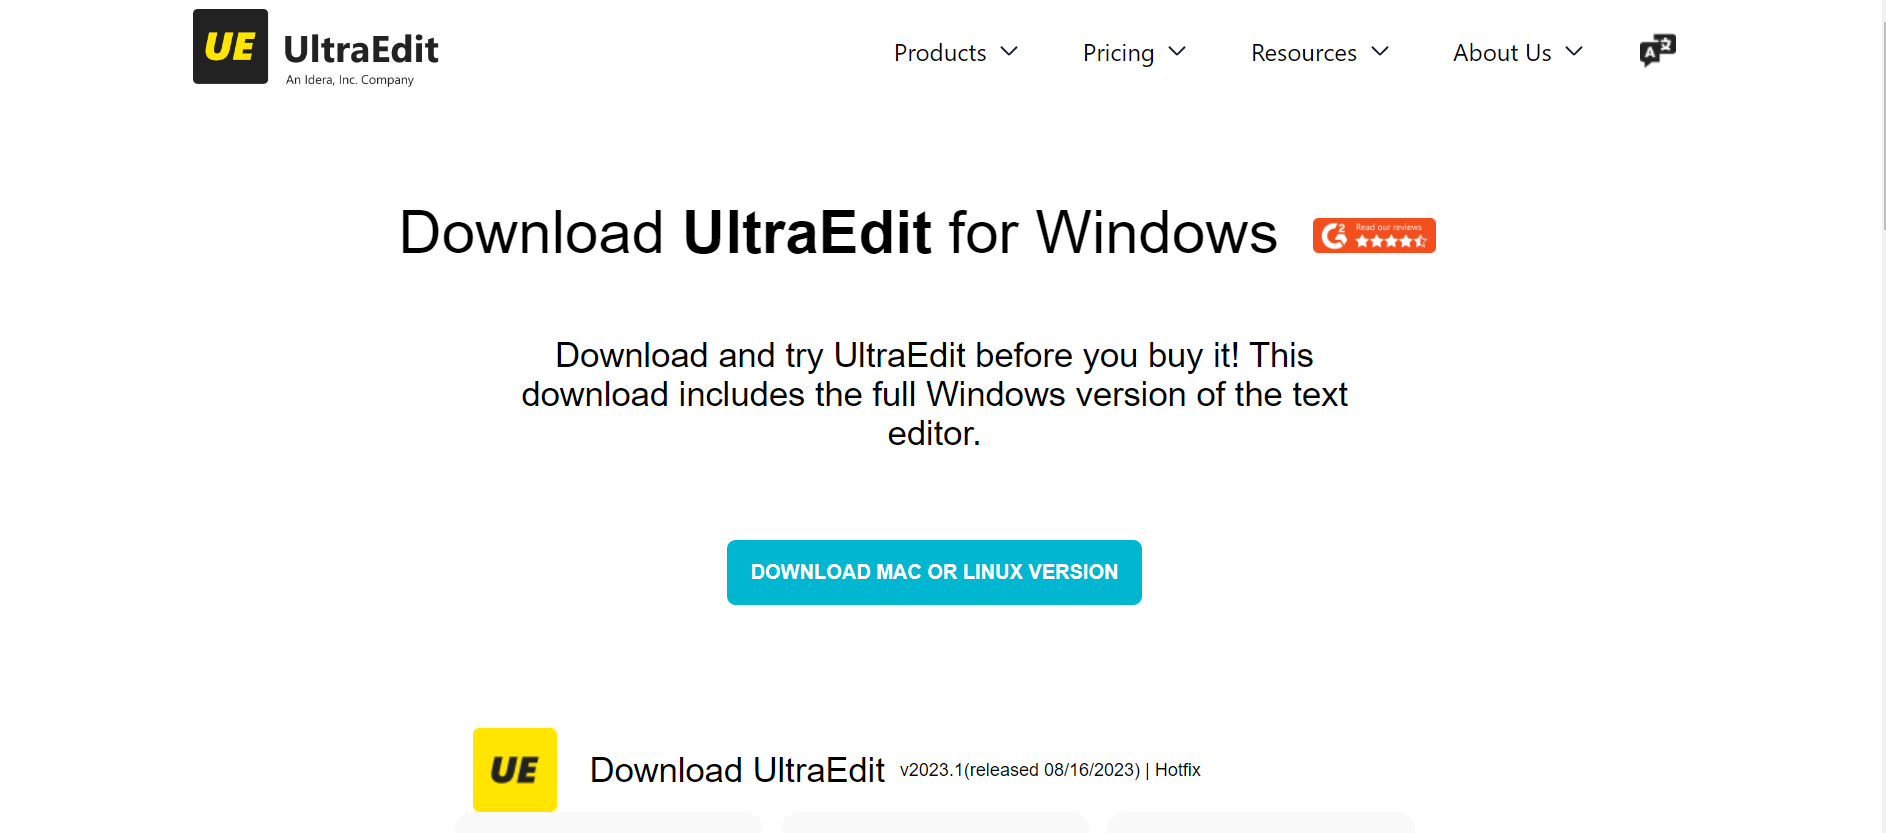 UE UltraEdit
An Idera, Inc. Company
Products Pricing Resources About Us
A
Download UltraEdit for Windows
G2 Read our reviews
Download and try UltraEdit before you buy it! This
download includes the full Windows version of the text
editor.
DOWNLOAD MAC OR LINUX VERSION
UE Download UltraEdit v2023.1(released 08/16/2023) | Hotfix